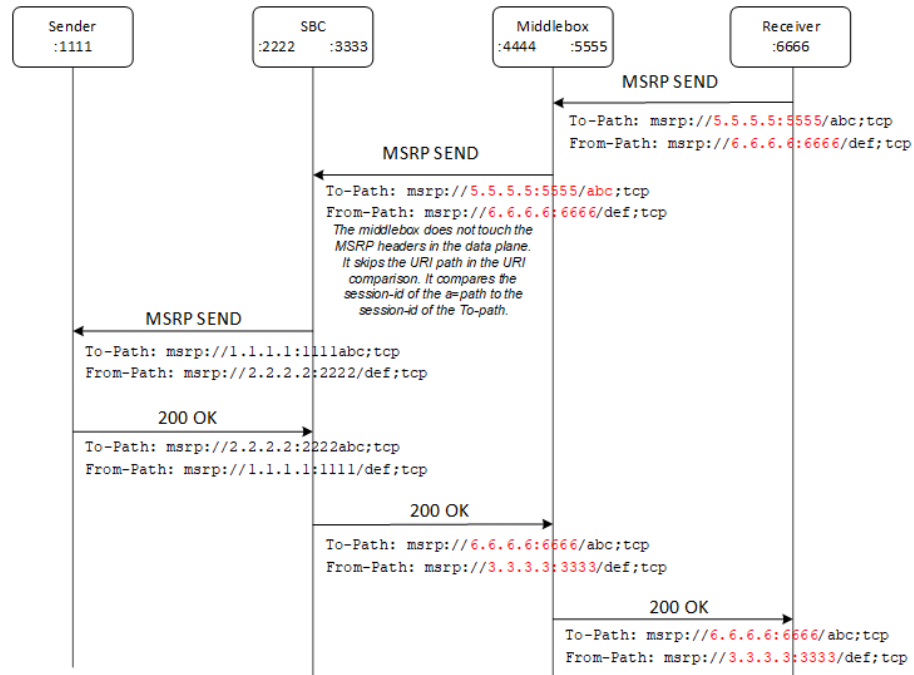 Sender
:1111
SBC
:2222 :3333
Middlebox
:4444 :5555
Receiver
:6666
MSRP SEND
To-Path: msrp://5.5.5.5:5555/abc;tcp
From-Path: msrp://6.6.6.6:6666/def;tcp
MSRP SEND
To-Path: msrp://5.5.5.5:5555/abc;tcp
From-Path: msrp://6.6.6.6:6666/def;tcp
The middlebox does not touch the
MSRP headers in the data plane.
It skips the URI path in the URI
comparison. It compares the
session-id of the a=path to the
session-id of the To-path.
MSRP SEND
To-Path: msrp://1.1.1.1:1111abc;tcp
From-Path: msrp://2.2.2.2:2222/def;tcp
200 OK
To-Path: msrp://2.2.2.2:2222abc;tcp
From-Path: msrp://1.1.1.1:1111/def;tcp
200 OK
To-Path: msrp://6.6.6.6:6666/abc;tcp
From-Path: msrp://3.3.3.3:3333/def;tcp
200 OK
To-Path: msrp://6.6.6.6:6666/abc;tcp
From-Path: msrp://3.3.3.3:3333/def;tcp